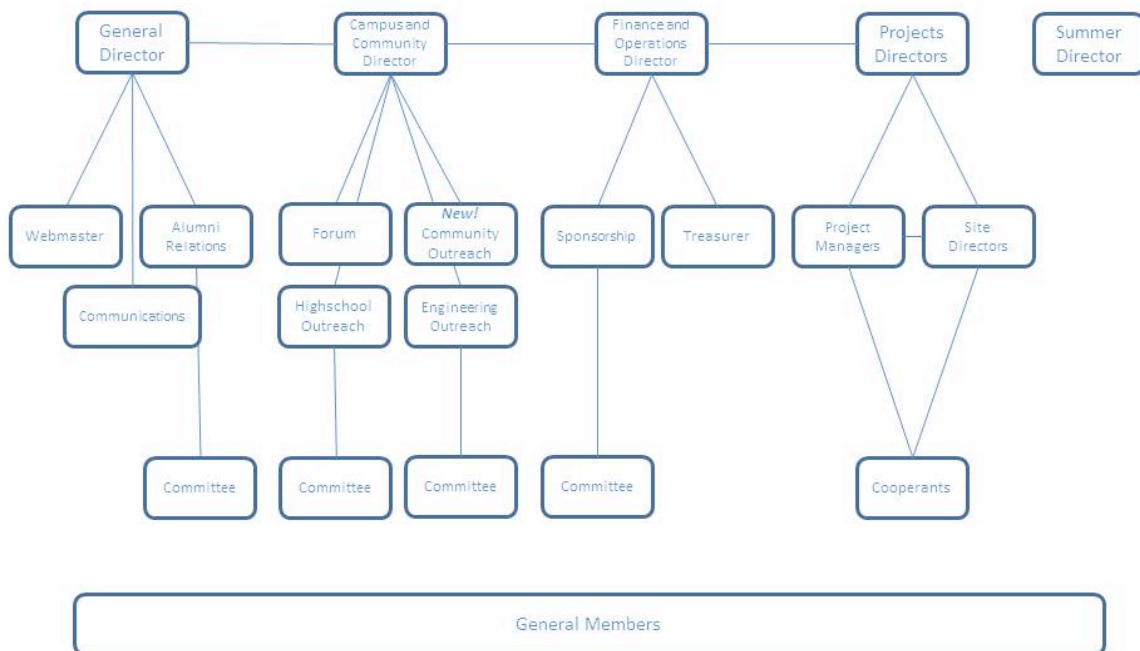 General
Director
Campus and
Community
Director
Finance and
Operations
Director
Projects
Directors
Summer
Director
Webmaster
Alumni
Relations
Communications
Forum
New!
Community
Outreach
Highschool
Outreach
Engineering
Outreach
Sponsorship
Treasurer
Project
Managers
Site
Directors
Committee
Committee
Committee
Committee
Cooperants
General Members